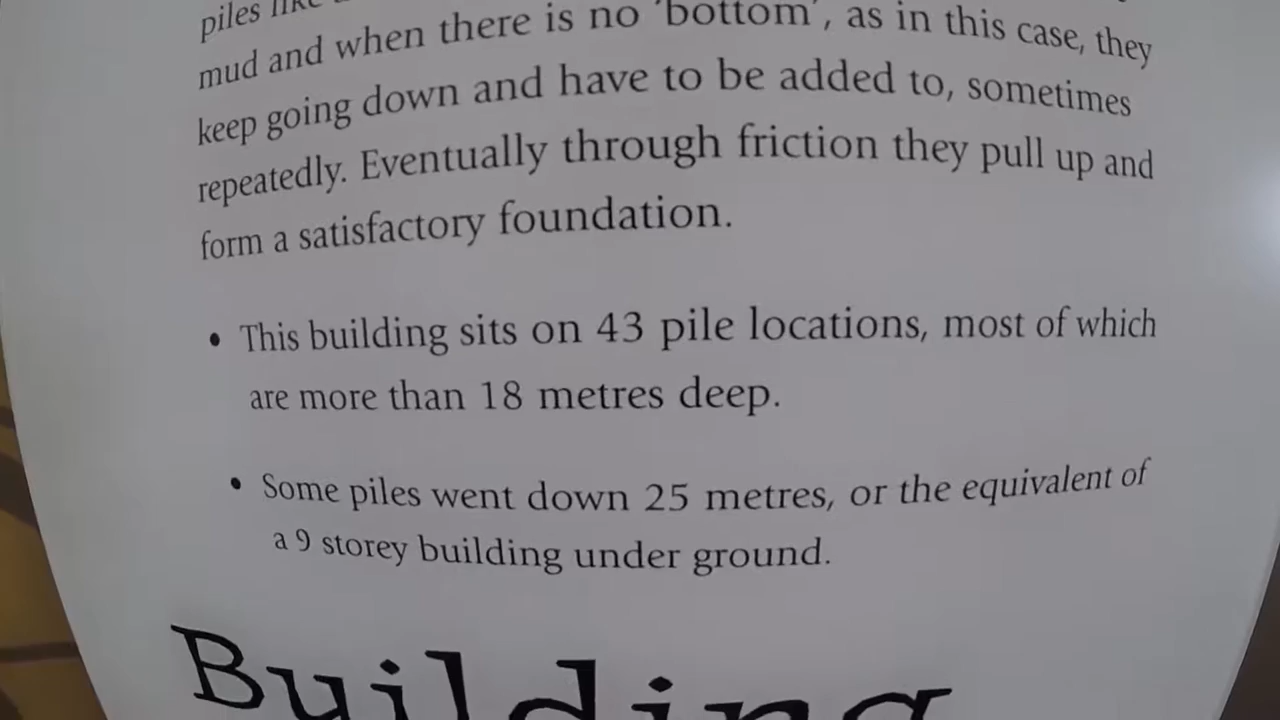 piles like
mud and when there is no 'bottom', as in this case, they
keep going down and have to be added to, sometimes
repeatedly. Eventually through friction they pull up and
form a satisfactory foundation.
• This building sits on 43 pile locations, most of which
are more than 18 metres deep.
• Some piles went down 25 metres, or the equivalent of
a 9 storey building under ground.
Building